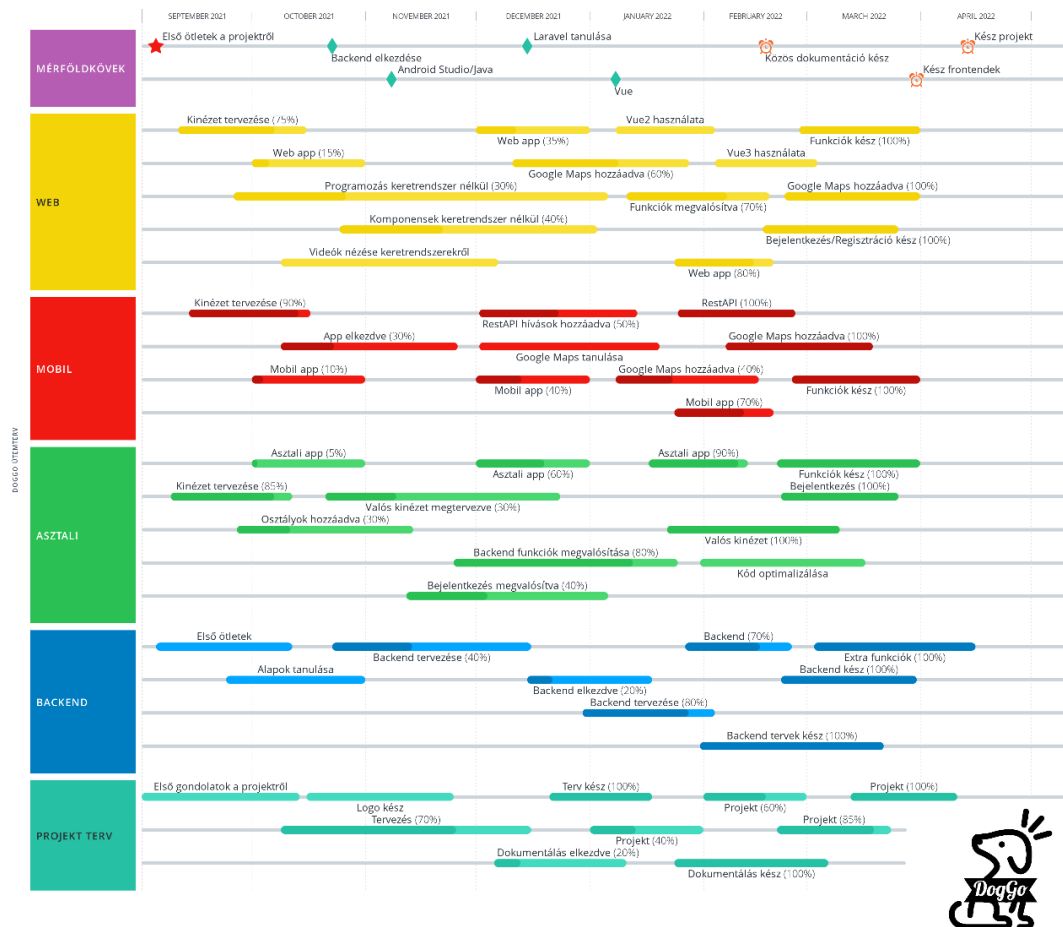 SEPTEMBER 2021
OCTOBER 2021
NOVEMBER 2021
DECEMBER 2021
JANUARY 2022
FEBRUARY 2022
MARCH 2022
APRIL 2022
DOGGO ÜTEMTERV
MÉRFÖLDKÖVEK
Első ötletek a projektről
Laravel tanulása
Kész projekt
Backend elkezdése
Közös dokumentáció kész
Android Studio/Java
Kész frontendek
Vue
WEB
Kinézet tervezése (75%)
Vue2 használata
Web app (35%)
Funkciók kész (100%)
Web app (15%)
Vue3 használata
Google Maps hozzáadva (60%)
Programozás keretrendszer nélkül (30%)
Google Maps hozzáadva (100%)
Funkciók megvalósítva (70%)
Komponensek keretrendszer nélkül (40%)
Bejelentkezés/Regisztráció kész (100%)
Videók nézése keretrendszerekről
Web app (80%)
MOBIL
Kinézet tervezése (90%)
RestAPI (100%)
RestAPI hívások hozzáadva (50%)
App elkezdve (30%)
Google Maps hozzáadva (100%)
Google Maps tanulása
Mobil app (10%)
Google Maps hozzáadva (40%)
Mobil app (40%)
Funkciók kész (100%)
Mobil app (70%)
ASZTALI
Asztali app (5%)
Asztali app (90%)
Asztali app (60%)
Funkciók kész (100%)
Kinézet tervezése (85%)
Bejelentkezés (100%)
Valós kinézet megtervezve (30%)
Osztályok hozzáadva (30%)
Valós kinézet (100%)
Backend funkciók megvalósítása (80%)
Kód optimalizálása
Bejelentkezés megvalósítva (40%)
BACKEND
Első ötletek
Backend (70%)
Backend tervezése (40%)
Extra funkciók (100%)
Alapok tanulása
Backend kész (100%)
Backend elkezdve (20%)
Backend tervezése (80%)
Backend tervek kész (100%)
PROJEKT TERV
Első gondolatok a projektről
Terv kész (100%)
Projekt (100%)
Logo kész
Projekt (60%)
Tervezés (70%)
Projekt (85%)
Projekt (40%)
Dokumentálás elkezdve (20%)
Dokumentálás kész (100%)
DogGo